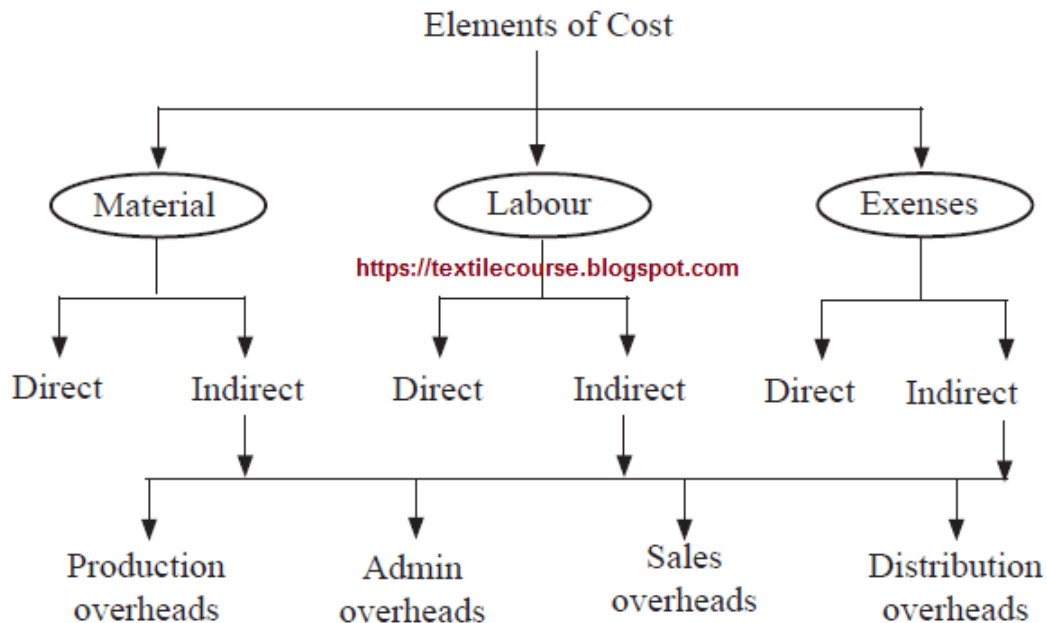 Elements of Cost
Material
Labour
Exenses
https://textilecourse.blogspot.com
Direct
Indirect
Direct
Indirect
Direct
Indirect
Production
overheads
Admin
overheads
Sales
overheads
Distribution
overheads